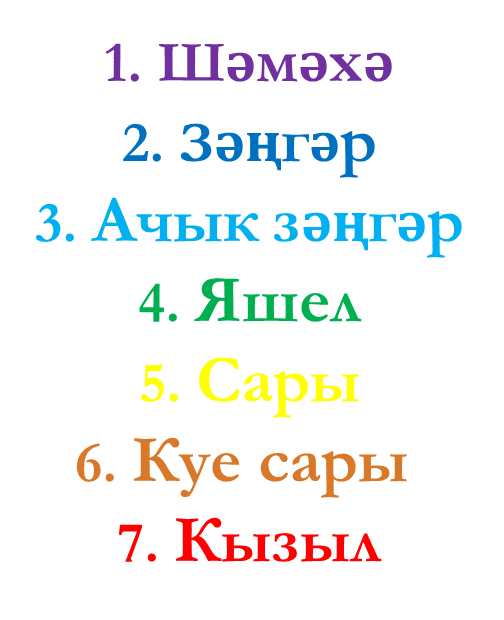 1. Шәмәхә
2. Зәңгәр
3. Ачык зәңгәр
4. Яшел
5. Сары
6. Куе сары
7. Кызыл